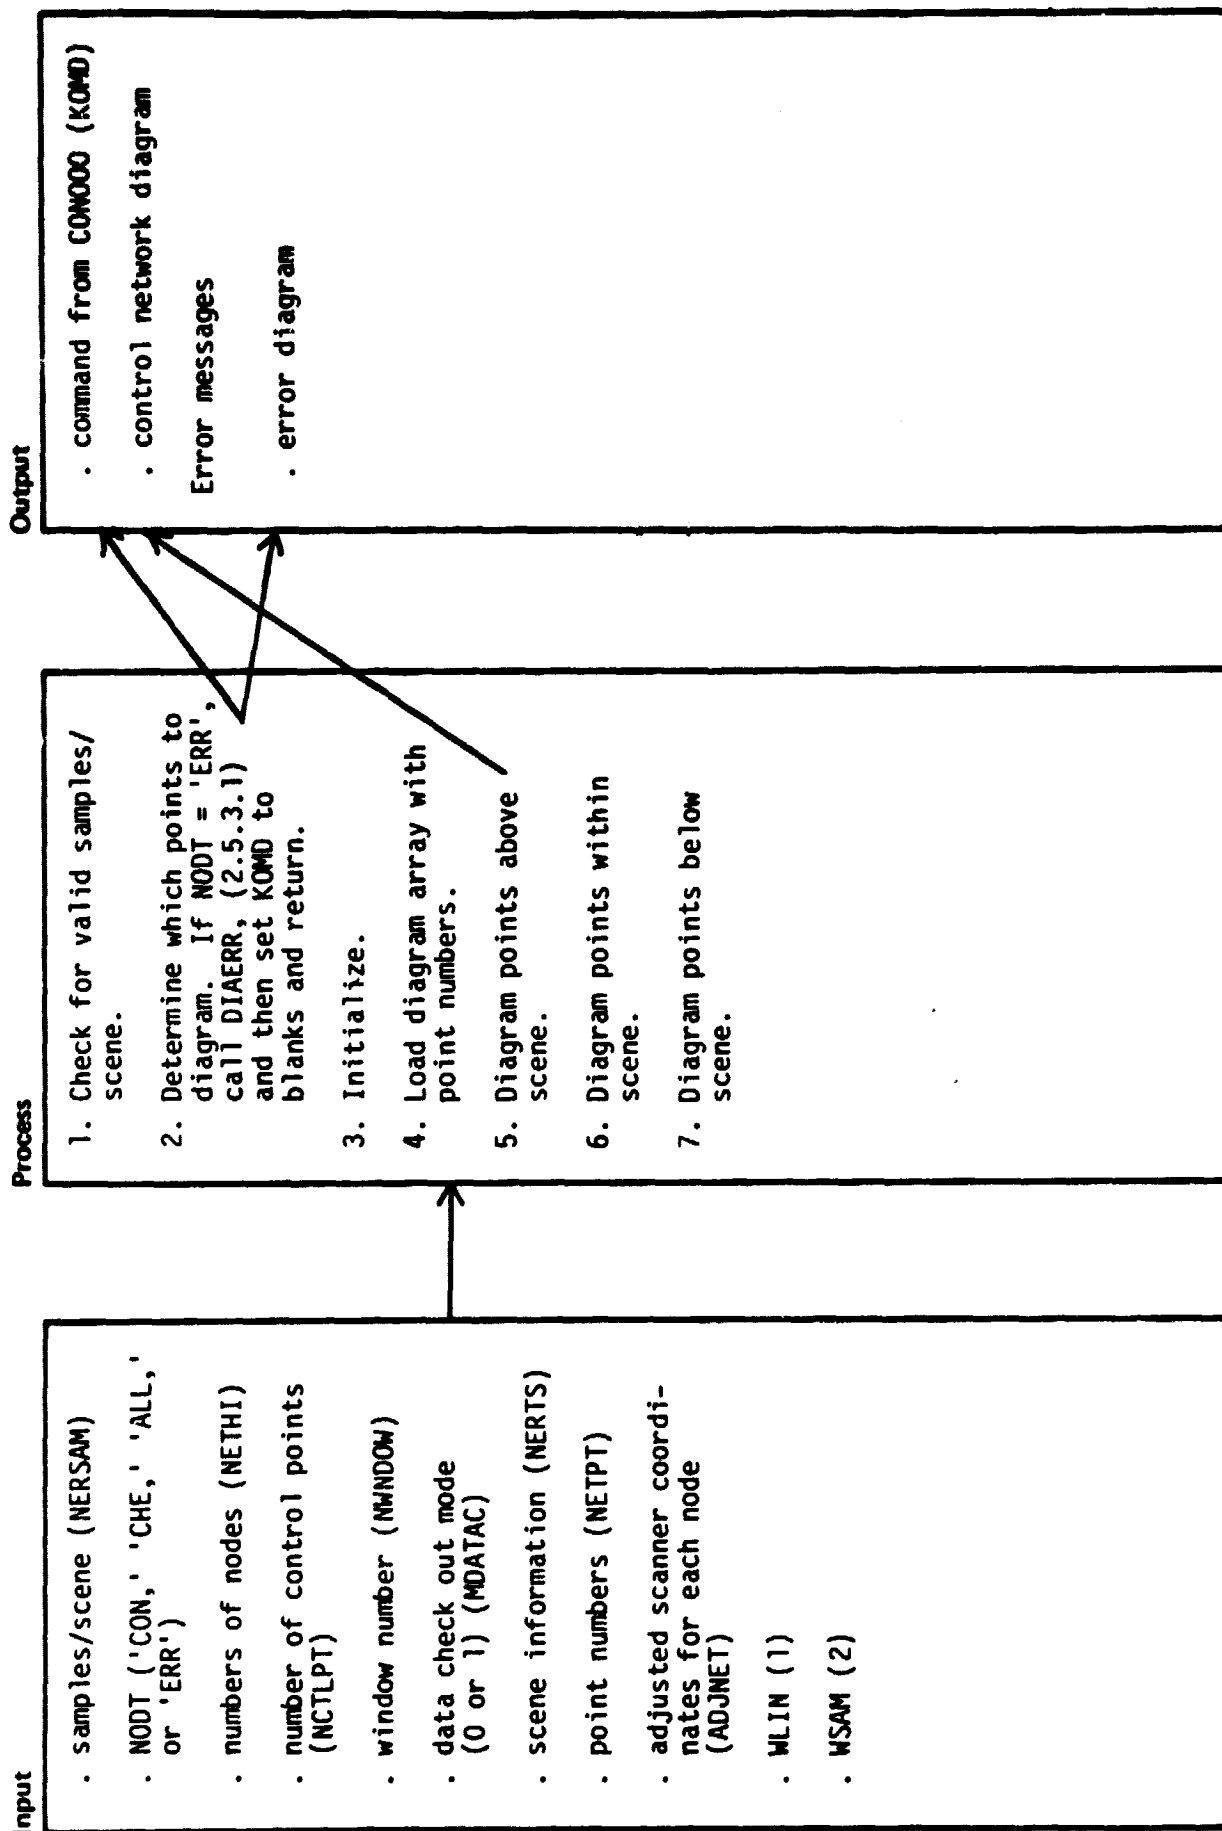 Input
. samples/scene (NERSAM)
. NODT ('CON,' 'CHE,' 'ALL,'
or 'ERR')
. numbers of nodes (NETHI)
. number of control points
(NCTLPT)
. window number (NWNDOW)
. data check out mode
(0 or 1) (MDATAC)
. scene information (NERTS)
. point numbers (NETPT)
. adjusted scanner coordi-
nates for each node
(ADJNET)
. WLIN (1)
. WSAM (2)
Process
1. Check for valid samples/
scene.
2. Determine which points to
diagram. If NODT = 'ERR',
call DIAERR, (2.5.3.1)
and then set KOMD to
blanks and return.
3. Initialize.
4. Load diagram array with
point numbers.
5. Diagram points above
scene.
6. Diagram points within
scene.
7. Diagram points below
scene.
Output
. command from CONOOO (KOMD)
. control network diagram
Error messages
. error diagram